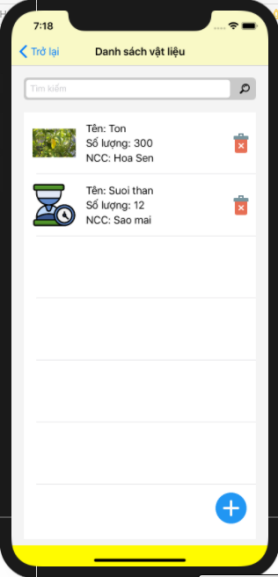 7:18
Trở lại
Danh sách vật liệu
Tìm kiếm
Tên: Ton
Số lượng: 300
NCC: Hoa Sen
Tên: Suoi than
Số lượng: 12
NCC: Sao mai